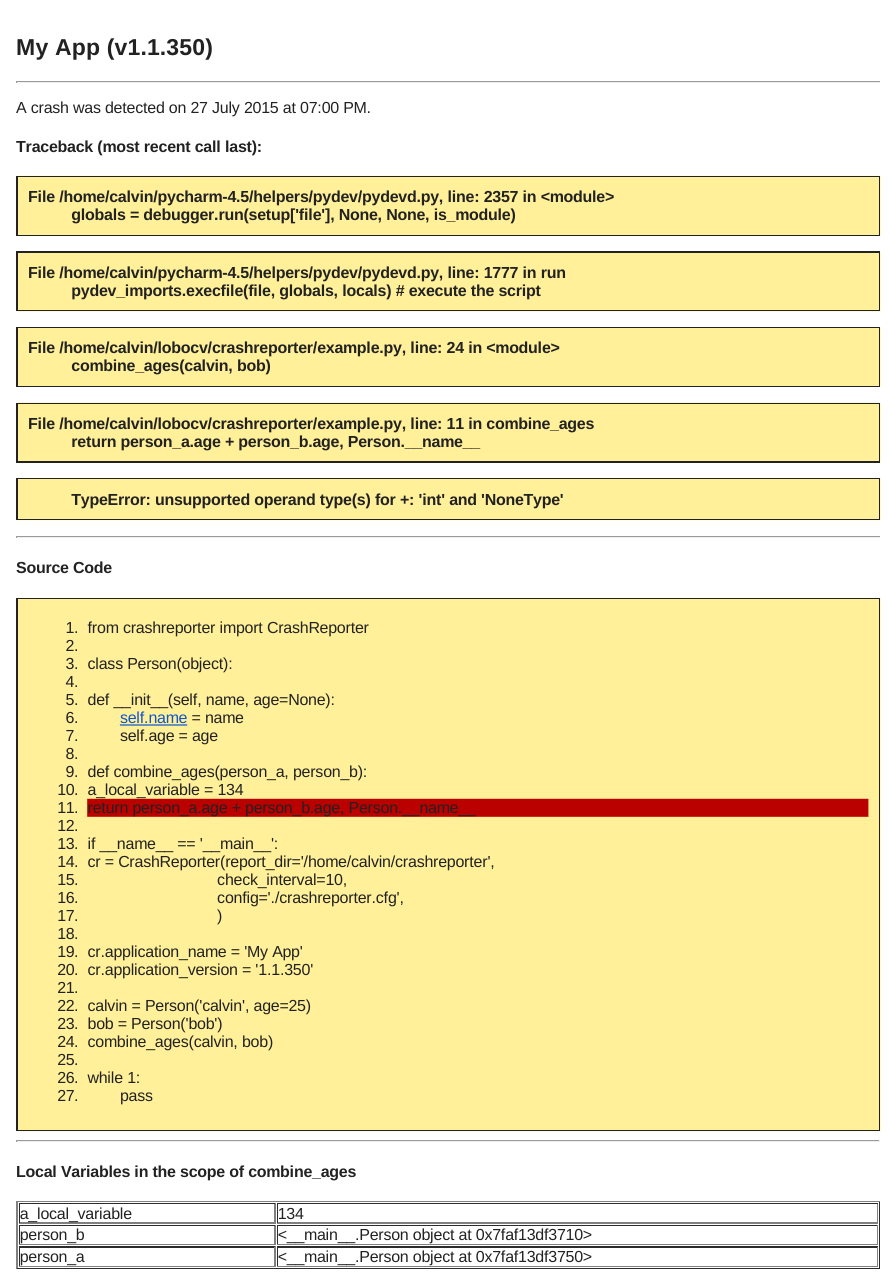 My App (v1.1.350)
A crash was detected on 27 July 2015 at 07:00 PM.
Traceback (most recent call last):
File /home/calvin/pycharm-4.5/helpers/pydev/pydevd.py, line: 2357 in <module>
globals = debugger.run(setup['file'], None, None, is_module)
File /home/calvin/pycharm-4.5/helpers/pydev/pydevd.py, line: 1777 in run
pydev_imports.execfile(file, globals, locals) # execute the script
File /home/calvin/lobocv/crashreporter/example.py, line: 24 in <module>
combine_ages(calvin, bob)
File /home/calvin/lobocv/crashreporter/example.py, line: 11 in combine_ages
return person_a.age + person_b.age, Person.__name__
TypeError: unsupported operand type(s) for +: 'int' and 'NoneType'
Source Code
1. from crashreporter import CrashReporter
2.
3. class Person(object):
4.
5. def __init__(self, name, age=None):
6. self.name = name
7. self.age = age
8.
9. def combine_ages(person_a, person_b):
10. a_local_variable = 134
11. return person_a.age + person_b.age, Person.__name__
12.
13. if __name__ == '__main__':
14. cr = CrashReporter(report_dir='/home/calvin/crashreporter',
15. check_interval=10,
16. config='./crashreporter.cfg',
17. )
18.
19. cr.application_name = 'My App'
20. cr.application_version = '1.1.350'
21.
22. calvin = Person('calvin', age=25)
23. bob = Person('bob')
24. combine_ages(calvin, bob)
25.
26. while 1:
27. pass
Local Variables in the scope of combine_ages
a_local_variable 134
person_b <__main__.Person object at 0x7faf13df3710>
person_a <__main__.Person object at 0x7faf13df3750>